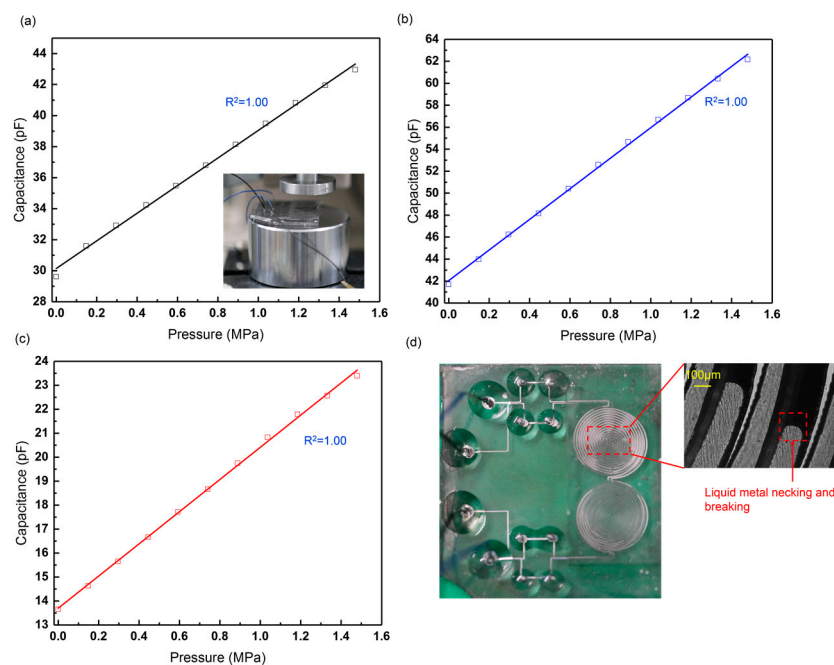 (a)
44
42
40
38
36
34
32
30
28
Capacitance (pF)
R²=1.00
0.0 0.2 0.4 0.6 0.8 1.0 1.2 1.4 1.6
Pressure (MPa)
(b)
64
62
60
58
56
54
52
50
48
46
44
42
40
Capacitance (pF)
R²=1.00
0.0 0.2 0.4 0.6 0.8 1.0 1.2 1.4 1.6
Pressure (MPa)
(c)
24
23
22
21
20
19
18
17
16
15
14
13
Capacitance (pF)
R²=1.00
0.0 0.2 0.4 0.6 0.8 1.0 1.2 1.4 1.6
Pressure (MPa)
(d)
100μm
Liquid metal necking and
breaking